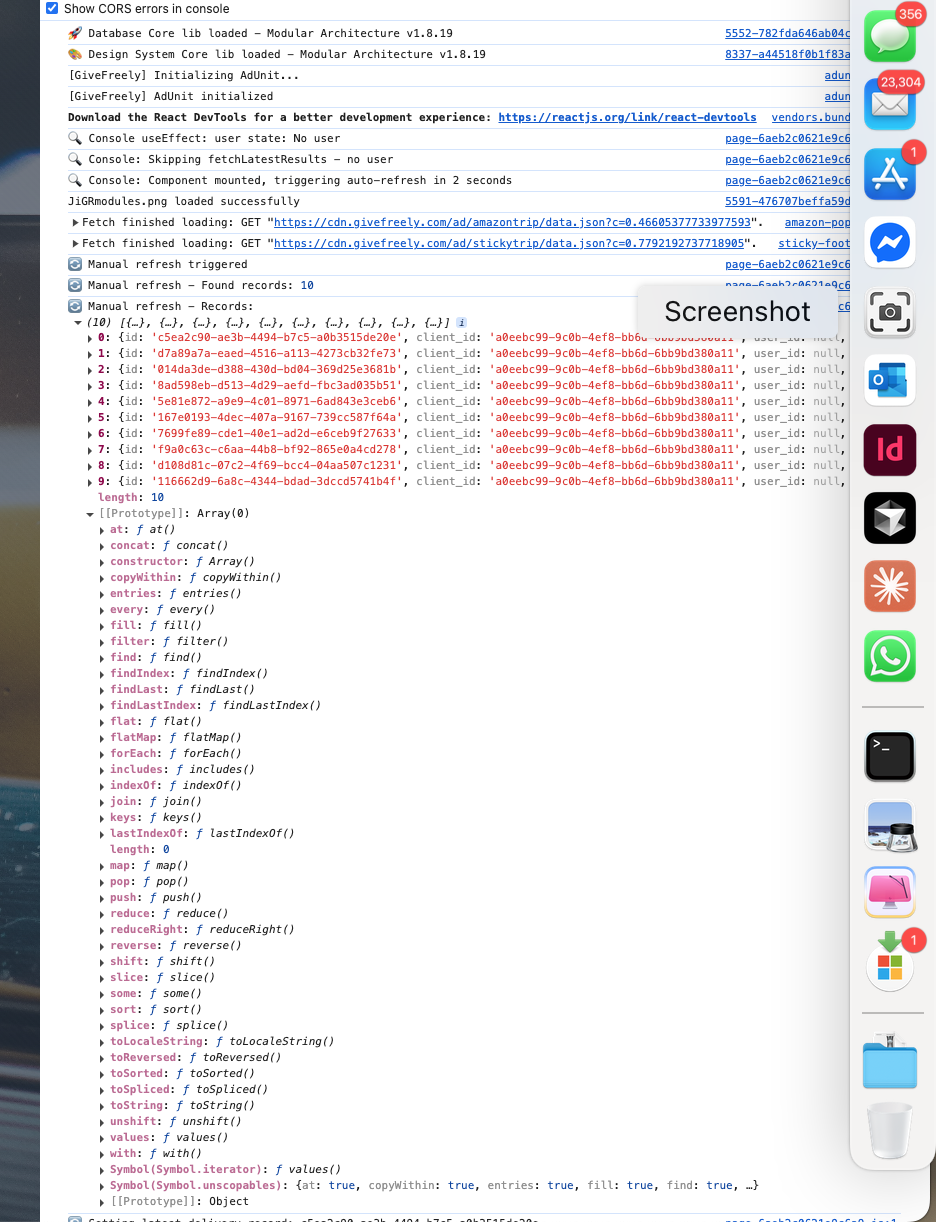 Show CORS errors in console
🚀 Database Core lib loaded – Modular Architecture v1.8.19 5552-782fda646ab04c
🎨 Design System Core lib loaded – Modular Architecture v1.8.19 8337-a44518f0b1f83a
[GiveFreely] Initializing AdUnit... adun
[GiveFreely] AdUnit initialized adun
Download the React DevTools for a better development experience: https://reactjs.org/link/react-devtools vendors.bund
🔍 Console useEffect: user state: No user page-6aeb2c0621e9c6
🔍 Console: Skipping fetchLatestResults – no user page-6aeb2c0621e9c6
🔍 Console: Component mounted, triggering auto-refresh in 2 seconds page-6aeb2c0621e9c6
JiGRmodules.png loaded successfully 5591-476707beffa59d
Fetch finished loading: GET "https://cdn.givefreely.com/ad/amazontrip/data.json?c=0.46605377733977593". amazon-pop
Fetch finished loading: GET "https://cdn.givefreely.com/ad/stickytrip/data.json?c=0.7792192737718905". sticky-foot
🔄 Manual refresh triggered page-6aeb2c0621e9c6
🔄 Manual refresh – Found records: 10 page-6aeb2c0621e9c6
🔄 Manual refresh – Records: c6
Screenshot
(10) [{…}, {…}, {…}, {…}, {…}, {…}, {…}, {…}, {…}, {…}] i
0: {id: 'c5ea2c90-ae3b-4494-b7c5-a0b3515de20e', client_id: 'a0eebc99-9c0b-4ef8-bb6d-6bb9bd380a11', user_id: null,
1: {id: 'd7a89a7a-eaed-4516-a113-4273cb32fe73', client_id: 'a0eebc99-9c0b-4ef8-bb6d-6bb9bd380a11', user_id: null,
2: {id: '014da3de-d388-430d-bd04-369d25e3681b', client_id: 'a0eebc99-9c0b-4ef8-bb6d-6bb9bd380a11', user_id: null,
3: {id: '8ad598eb-d513-4d29-aefd-fbc3ad035b51', client_id: 'a0eebc99-9c0b-4ef8-bb6d-6bb9bd380a11', user_id: null,
4: {id: '5e81e872-a9e9-4c01-8971-6ad843e3ceb6', client_id: 'a0eebc99-9c0b-4ef8-bb6d-6bb9bd380a11', user_id: null,
5: {id: '167e0193-4dec-407a-9167-739cc587f64a', client_id: 'a0eebc99-9c0b-4ef8-bb6d-6bb9bd380a11', user_id: null,
6: {id: '7699fe89-cde1-40e1-ad2d-e6ceb9f27633', client_id: 'a0eebc99-9c0b-4ef8-bb6d-6bb9bd380a11', user_id: null,
7: {id: 'f9a0c63c-c6aa-44b8-bf92-865e0a4cd278', client_id: 'a0eebc99-9c0b-4ef8-bb6d-6bb9bd380a11', user_id: null,
8: {id: 'd108d81c-07c2-4f69-bcc4-04aa507c1231', client_id: 'a0eebc99-9c0b-4ef8-bb6d-6bb9bd380a11', user_id: null,
9: {id: '116662d9-6a8c-4344-bdad-3dccd5741b4f', client_id: 'a0eebc99-9c0b-4ef8-bb6d-6bb9bd380a11', user_id: null,
length: 10
[[Prototype]]: Array(0)
at: ƒ at()
concat: ƒ concat()
constructor: ƒ Array()
copyWithin: ƒ copyWithin()
entries: ƒ entries()
every: ƒ every()
fill: ƒ fill()
filter: ƒ filter()
find: ƒ find()
findIndex: ƒ findIndex()
findLast: ƒ findLast()
findLastIndex: ƒ findLastIndex()
flat: ƒ flat()
flatMap: ƒ flatMap()
forEach: ƒ forEach()
includes: ƒ includes()
indexOf: ƒ indexOf()
join: ƒ join()
keys: ƒ keys()
lastIndexOf: ƒ lastIndexOf()
length: 0
map: ƒ map()
pop: ƒ pop()
push: ƒ push()
reduce: ƒ reduce()
reduceRight: ƒ reduceRight()
reverse: ƒ reverse()
shift: ƒ shift()
slice: ƒ slice()
some: ƒ some()
sort: ƒ sort()
splice: ƒ splice()
toLocaleString: ƒ toLocaleString()
toReversed: ƒ toReversed()
toSorted: ƒ toSorted()
toSpliced: ƒ toSpliced()
toString: ƒ toString()
unshift: ƒ unshift()
values: ƒ values()
with: ƒ with()
Symbol(Symbol.iterator): ƒ values()
Symbol(Symbol.unscopables): {at: true, copyWithin: true, entries: true, fill: true, find: true, …}
[[Prototype]]: Object
356
23,304
1
Id
>_
1